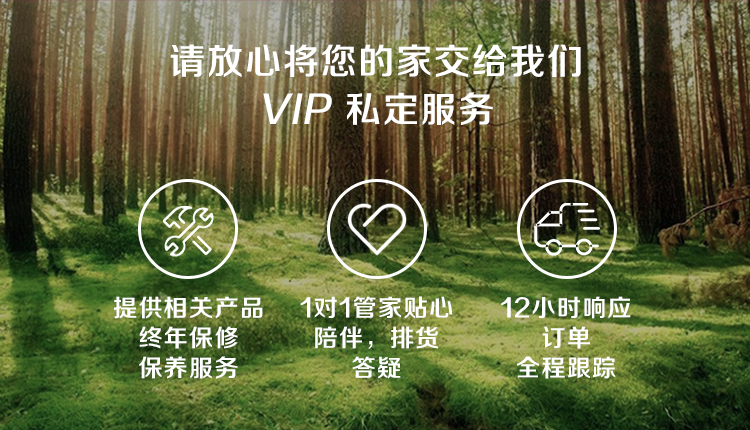 请放心将您的家交给我们
VIP 私定服务
提供相关产品
终年保修
保养服务
1对1管家贴心
陪伴，排货
答疑
12小时响应
订单
全程跟踪